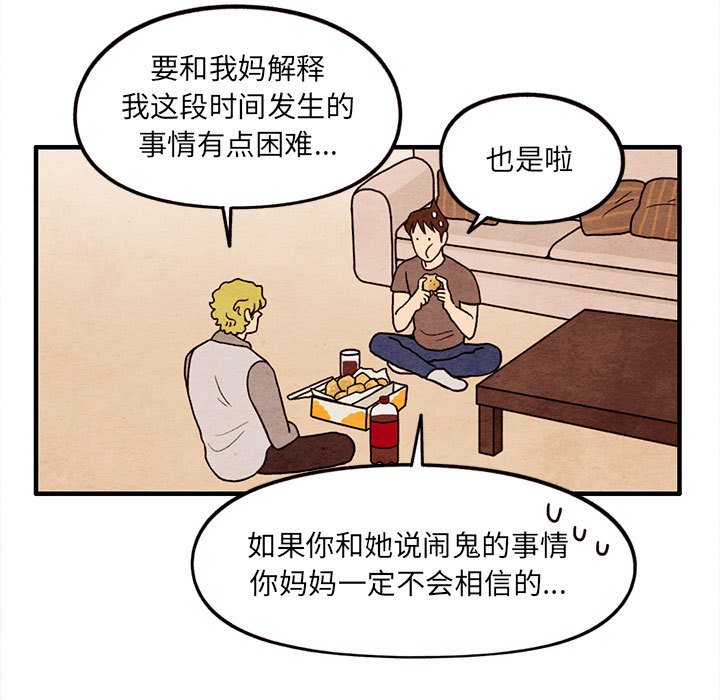 要和我妈解释
我这段时间发生的
事情有点困难...
也是啦
如果你和她说闹鬼的事情
你妈妈一定不会相信的...